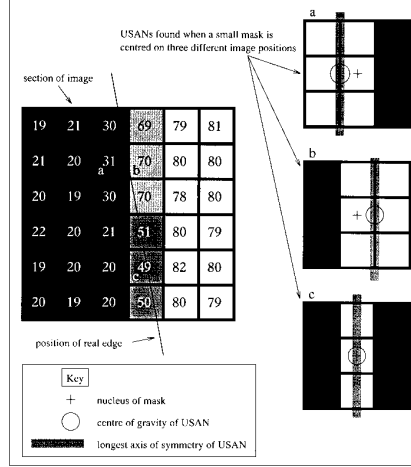 USANs found when a small mask is
centred on three different image positions
section of image
19 21 30 69 79 81
21 20 31 70 80 80
a b
20 19 30 70 78 80
22 20 21 51 80 79
19 20 20 49 82 80
c
20 19 20 50 80 79
position of real edge
Key
+ nucleus of mask
centre of gravity of USAN
longest axis of symmetry of USAN
a
+
b
+
c